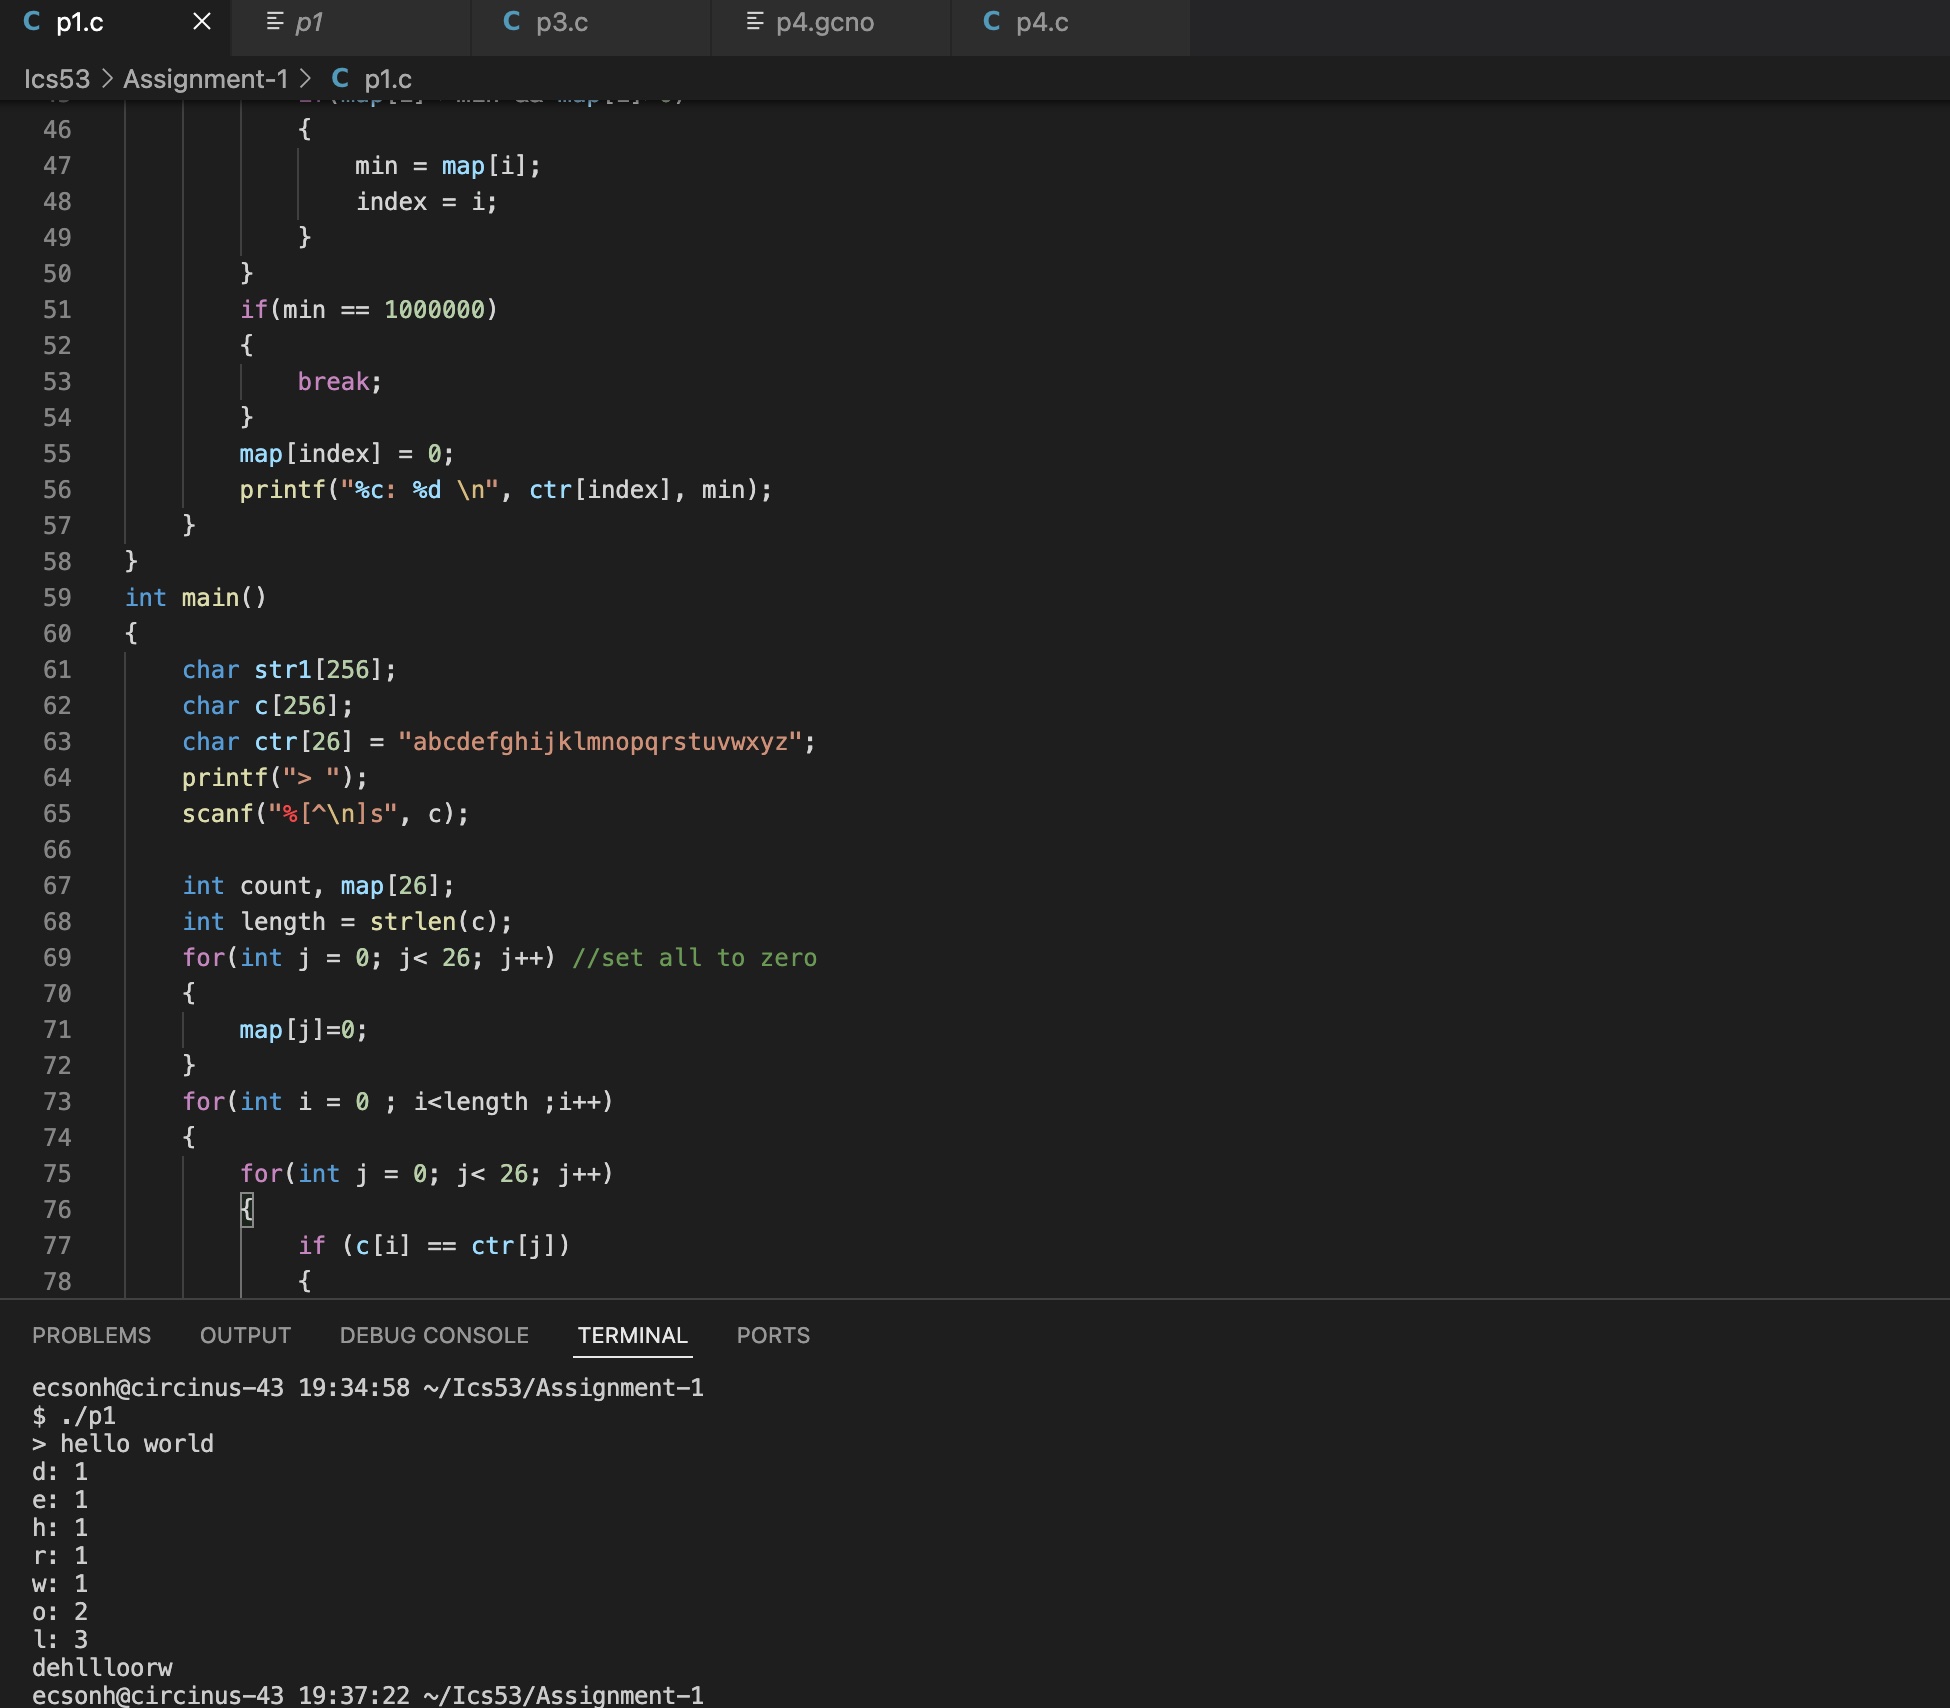 C p1.c × p1 C p3.c p4.gcno C p4.c
Ics53 > Assignment-1 > C p1.c
46 {
47 min = map[i];
48 index = i;
49 }
50 }
51 if(min == 1000000)
52 {
53 break;
54 }
55 map[index] = 0;
56 printf("%c: %d \n", ctr[index], min);
57 }
58 }
59 int main()
60 {
61 char str1[256];
62 char c[256];
63 char ctr[26] = "abcdefghijklmnopqrstuvwxyz";
64 printf("> ");
65 scanf("%[^\n]s", c);
66
67 int count, map[26];
68 int length = strlen(c);
69 for(int j = 0; j< 26; j++) //set all to zero
70 {
71 map[j]=0;
72 }
73 for(int i = 0 ; i<length ;i++)
74 {
75 for(int j = 0; j< 26; j++)
76 {
77 if (c[i] == ctr[j])
78 {
PROBLEMS OUTPUT DEBUG CONSOLE TERMINAL PORTS
ecsonh@circinus-43 19:34:58 ~/Ics53/Assignment-1
$ ./p1
> hello world
d: 1
e: 1
h: 1
r: 1
w: 1
o: 2
l: 3
dehllloorw
ecsonh@circinus-43 19:37:22 ~/Ics53/Assignment-1